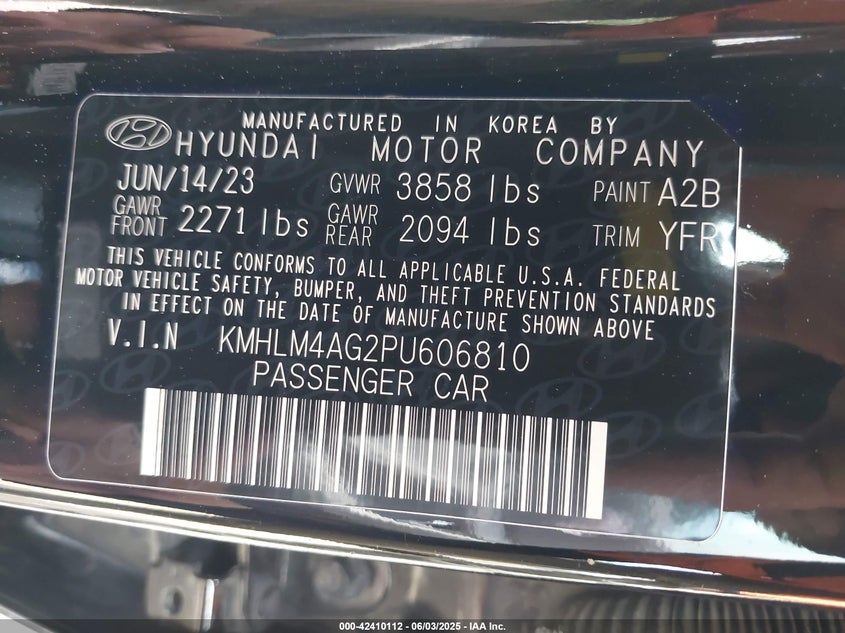 MANUFACTURED IN KOREA BY
HYUNDAI MOTOR COMPANY
JUN/14/23 GVWR 3858 lbs PAINT A2B
GAWR FRONT 2271 lbs GAWR REAR 2094 lbs TRIM YFR
THIS VEHICLE CONFORMS TO ALL APPLICABLE U.S.A. FEDERAL
MOTOR VEHICLE SAFETY, BUMPER, AND THEFT PREVENTION STANDARDS
IN EFFECT ON THE DATE OF MANUFACTURE SHOWN ABOVE
V.I.N KMHLM4AG2PU606810
PASSENGER CAR
000-42410112 - 06/03/2025 - IAA Inc.